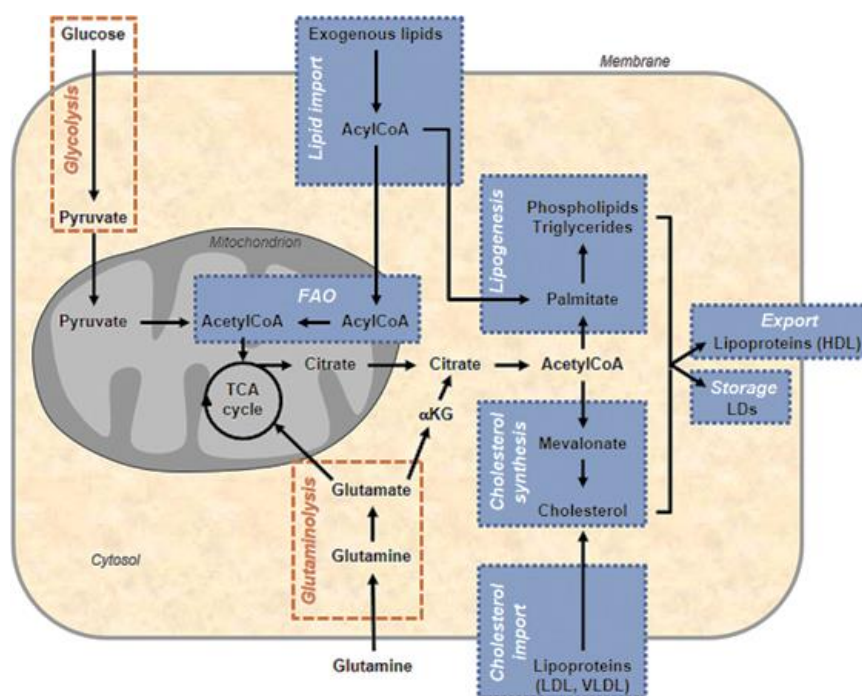 Glucose
Exogenous lipids
Membrane
Glycolysis
Lipid import
AcylCoA
Pyruvate
Mitochondrion
Lipogenesis
Phospholipids
Triglycerides
FAO
Palmitate
Pyruvate
AcetylCoA
AcylCoA
Export
Lipoproteins (HDL)
Citrate
Citrate
AcetylCoA
TCA
cycle
Storage
LDs
αKG
Cholesterol
synthesis
Mevalonate
Glutaminolysis
Glutamate
Cholesterol
Cytosol
Glutamine
Cholesterol
import
Glutamine
Lipoproteins
(LDL, VLDL)